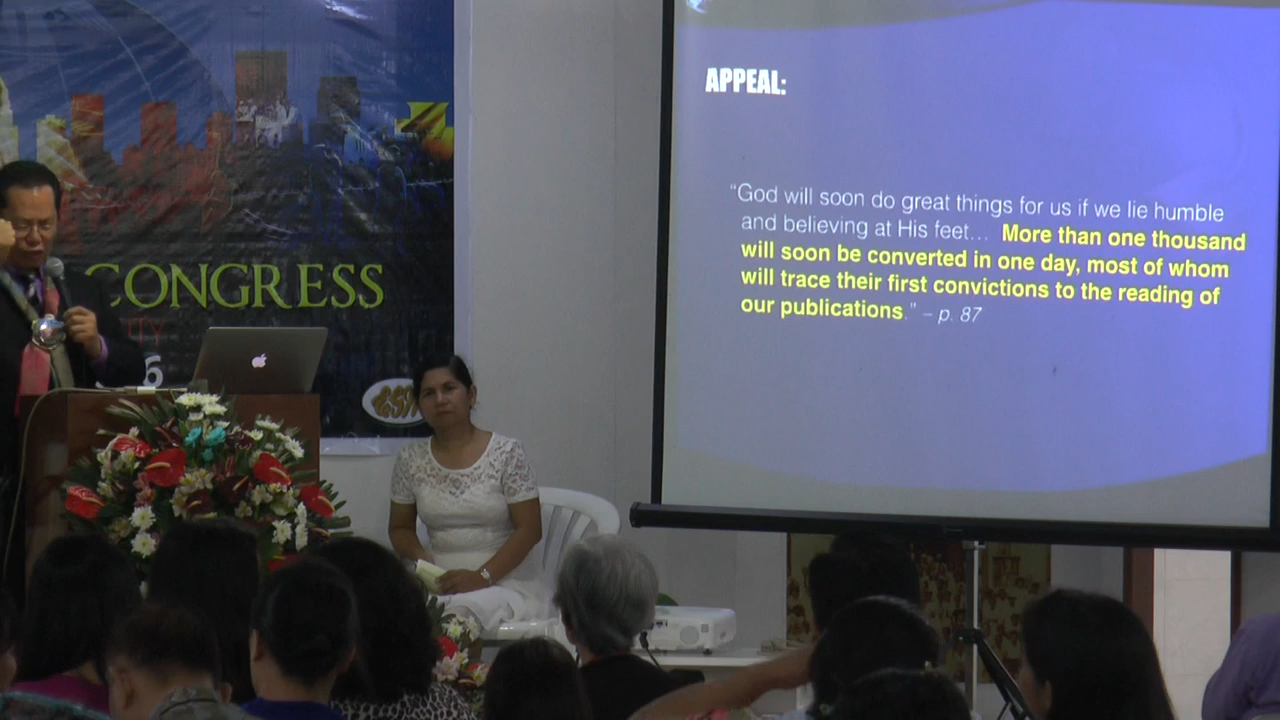 CONGRESS
6
APPEAL:
“God will soon do great things for us if we lie humble
and believing at His feet... More than one thousand
will soon be converted in one day, most of whom
will trace their first convictions to the reading of
our publications.” – p. 87